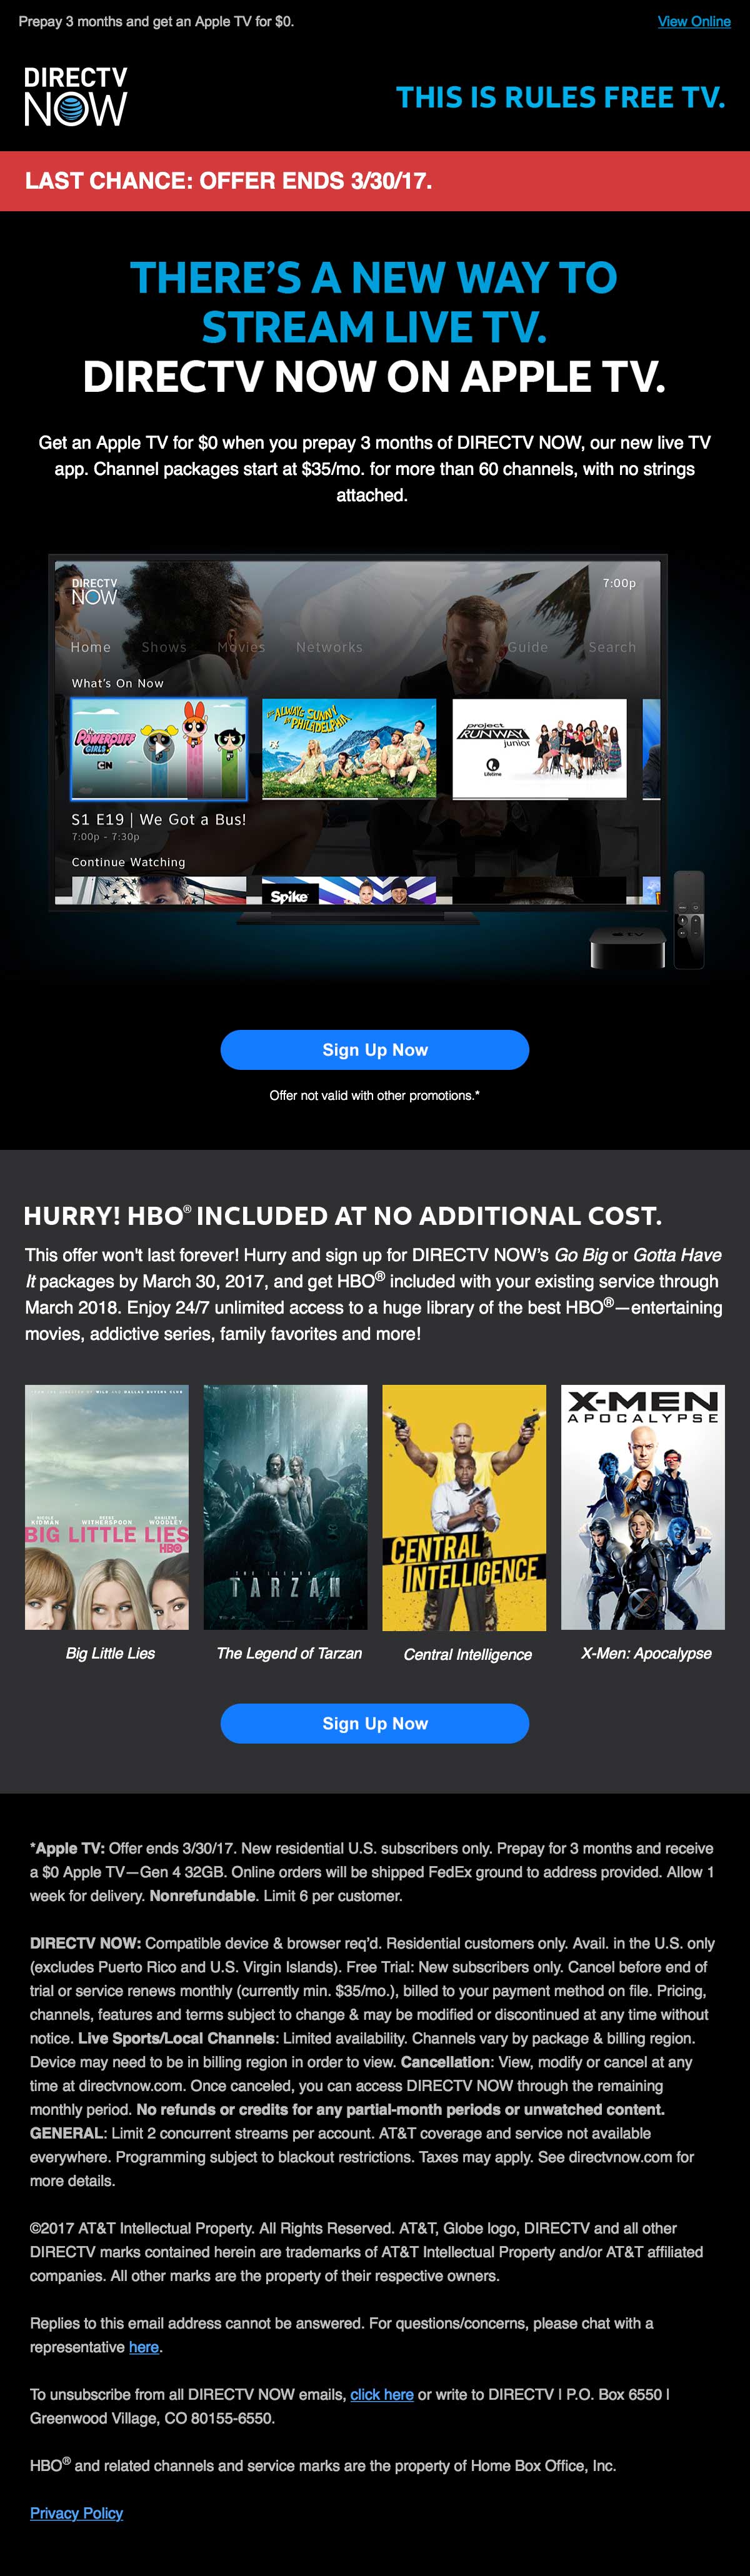 Prepay 3 months and get an Apple TV for $0.
View Online
DIRECTV
NOW
THIS IS RULES FREE TV.
LAST CHANCE: OFFER ENDS 3/30/17.
THERE'S A NEW WAY TO
STREAM LIVE TV.
DIRECTV NOW ON APPLE TV.
Get an Apple TV for $0 when you prepay 3 months of DIRECTV NOW, our new live TV
app. Channel packages start at $35/mo. for more than 60 channels, with no strings
attached.
DIRECTV
NOW
7:00p
Home Shows Movies Networks Guide Search
What's On Now
The Powerpuff Girls
CN
It's Always Sunny in Philadelphia
project RUNWAY junior
Lifetime
S1 E19 | We Got a Bus!
7:00p - 7:30p
Continue Watching
Spike
tv
Sign Up Now
Offer not valid with other promotions.*
HURRY! HBO® INCLUDED AT NO ADDITIONAL COST.
This offer won't last forever! Hurry and sign up for DIRECTV NOW's Go Big or Gotta Have
It packages by March 30, 2017, and get HBO® included with your existing service through
March 2018. Enjoy 24/7 unlimited access to a huge library of the best HBO®—entertaining
movies, addictive series, family favorites and more!
NICOLE KIDMAN REESE WITHERSPOON SHAILENE WOODLEY
BIG LITTLE LIES
HBO
THE LEGEND OF
TARZAN
CENTRAL
INTELLIGENCE
X-MEN
APOCALYPSE
Big Little Lies
The Legend of Tarzan
Central Intelligence
X-Men: Apocalypse
Sign Up Now
*Apple TV: Offer ends 3/30/17. New residential U.S. subscribers only. Prepay for 3 months and receive
a $0 Apple TV—Gen 4 32GB. Online orders will be shipped FedEx ground to address provided. Allow 1
week for delivery. Nonrefundable. Limit 6 per customer.
DIRECTV NOW: Compatible device & browser req'd. Residential customers only. Avail. in the U.S. only
(excludes Puerto Rico and U.S. Virgin Islands). Free Trial: New subscribers only. Cancel before end of
trial or service renews monthly (currently min. $35/mo.), billed to your payment method on file. Pricing,
channels, features and terms subject to change & may be modified or discontinued at any time without
notice. Live Sports/Local Channels: Limited availability. Channels vary by package & billing region.
Device may need to be in billing region in order to view. Cancellation: View, modify or cancel at any
time at directvnow.com. Once canceled, you can access DIRECTV NOW through the remaining
monthly period. No refunds or credits for any partial-month periods or unwatched content.
GENERAL: Limit 2 concurrent streams per account. AT&T coverage and service not available
everywhere. Programming subject to blackout restrictions. Taxes may apply. See directvnow.com for
more details.
©2017 AT&T Intellectual Property. All Rights Reserved. AT&T, Globe logo, DIRECTV and all other
DIRECTV marks contained herein are trademarks of AT&T Intellectual Property and/or AT&T affiliated
companies. All other marks are the property of their respective owners.
Replies to this email address cannot be answered. For questions/concerns, please chat with a
representative here.
To unsubscribe from all DIRECTV NOW emails, click here or write to DIRECTV | P.O. Box 6550 |
Greenwood Village, CO 80155-6550.
HBO® and related channels and service marks are the property of Home Box Office, Inc.
Privacy Policy